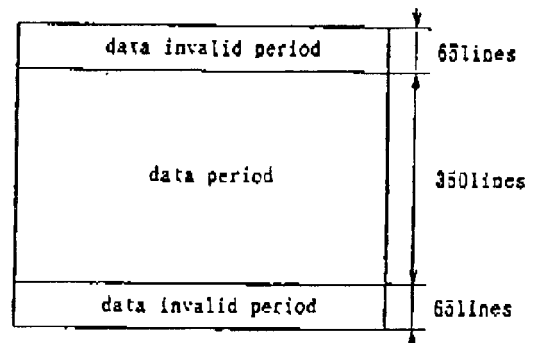 data invalid period
65lines
data period
350lines
data invalid period
65lines